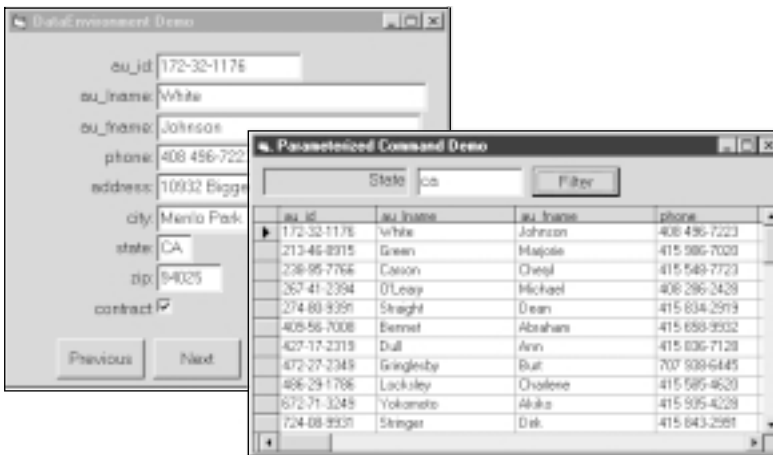 DataEnvironment Demo
au_id: 172-32-1176
au_lname: White
au_fname: Johnson
phone: 408 496-722
address: 10932 Bigge
city: Menlo Park
state: CA
zip: 94025
contract
Previous Next
Parameterized Command Demo
State ca Filter
au_id au_lname au_fname phone
172-32-1176 White Johnson 408 496-7223
213-46-8915 Green Marjorie 415 986-7020
238-95-7766 Carson Cheryl 415 548-7723
267-41-2394 O'Leary Michael 408 286-2428
274-80-9391 Straight Dean 415 834-2919
409-56-7008 Bennet Abraham 415 658-9932
427-17-2319 Dull Ann 415 836-7128
472-27-2349 Gringlesby Burt 707 938-6445
486-29-1786 Locksley Charlene 415 585-4620
672-71-3249 Yokomoto Akiko 415 935-4228
724-08-9931 Stringer Dirk 415 843-2991